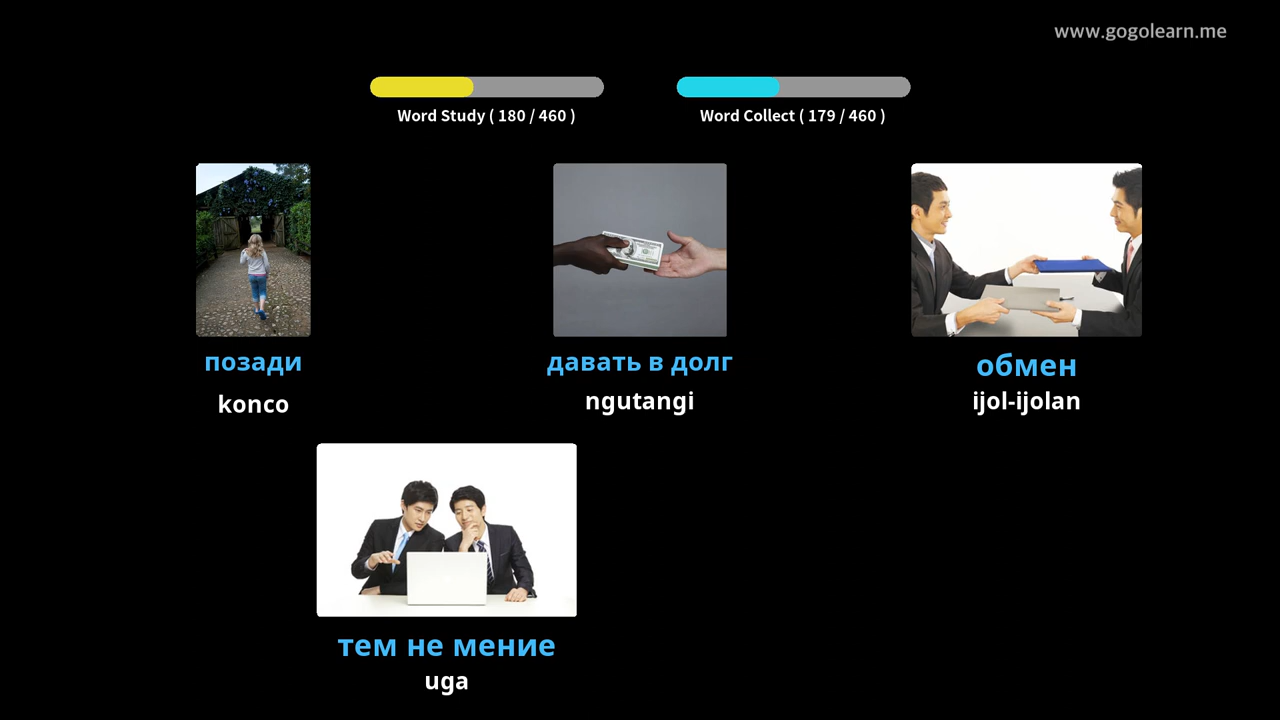 www.gogolearn.me
Word Study ( 180 / 460 )
Word Collect ( 179 / 460 )
позади
konco
давать в долг
ngutangi
обмен
ijol-ijolan
тем не мение
uga